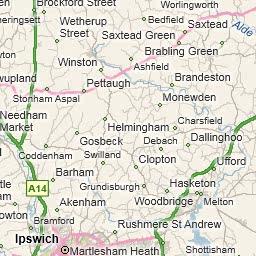 Brockford Street
Worlingworth
Wetherup
Street
Bedfield
Saxtead
Saxtead Green
Alde
Brabling Green
Winston
Ashfield
wupland
Pettaugh
Brandeston
Stonham Aspal
Monewden
Needham
Market
Helmingham
Charsfield
Gosbeck
Debach
Dallinghoo
Coddenham
Swilland
Clopton
Ufford
Barham
A14
Grundisburgh
Hasketon
Akenham
Woodbridge
Melton
owton
Bramford
Rushmere St Andrew
Ipswich
Martlesham Heath
Shottisham